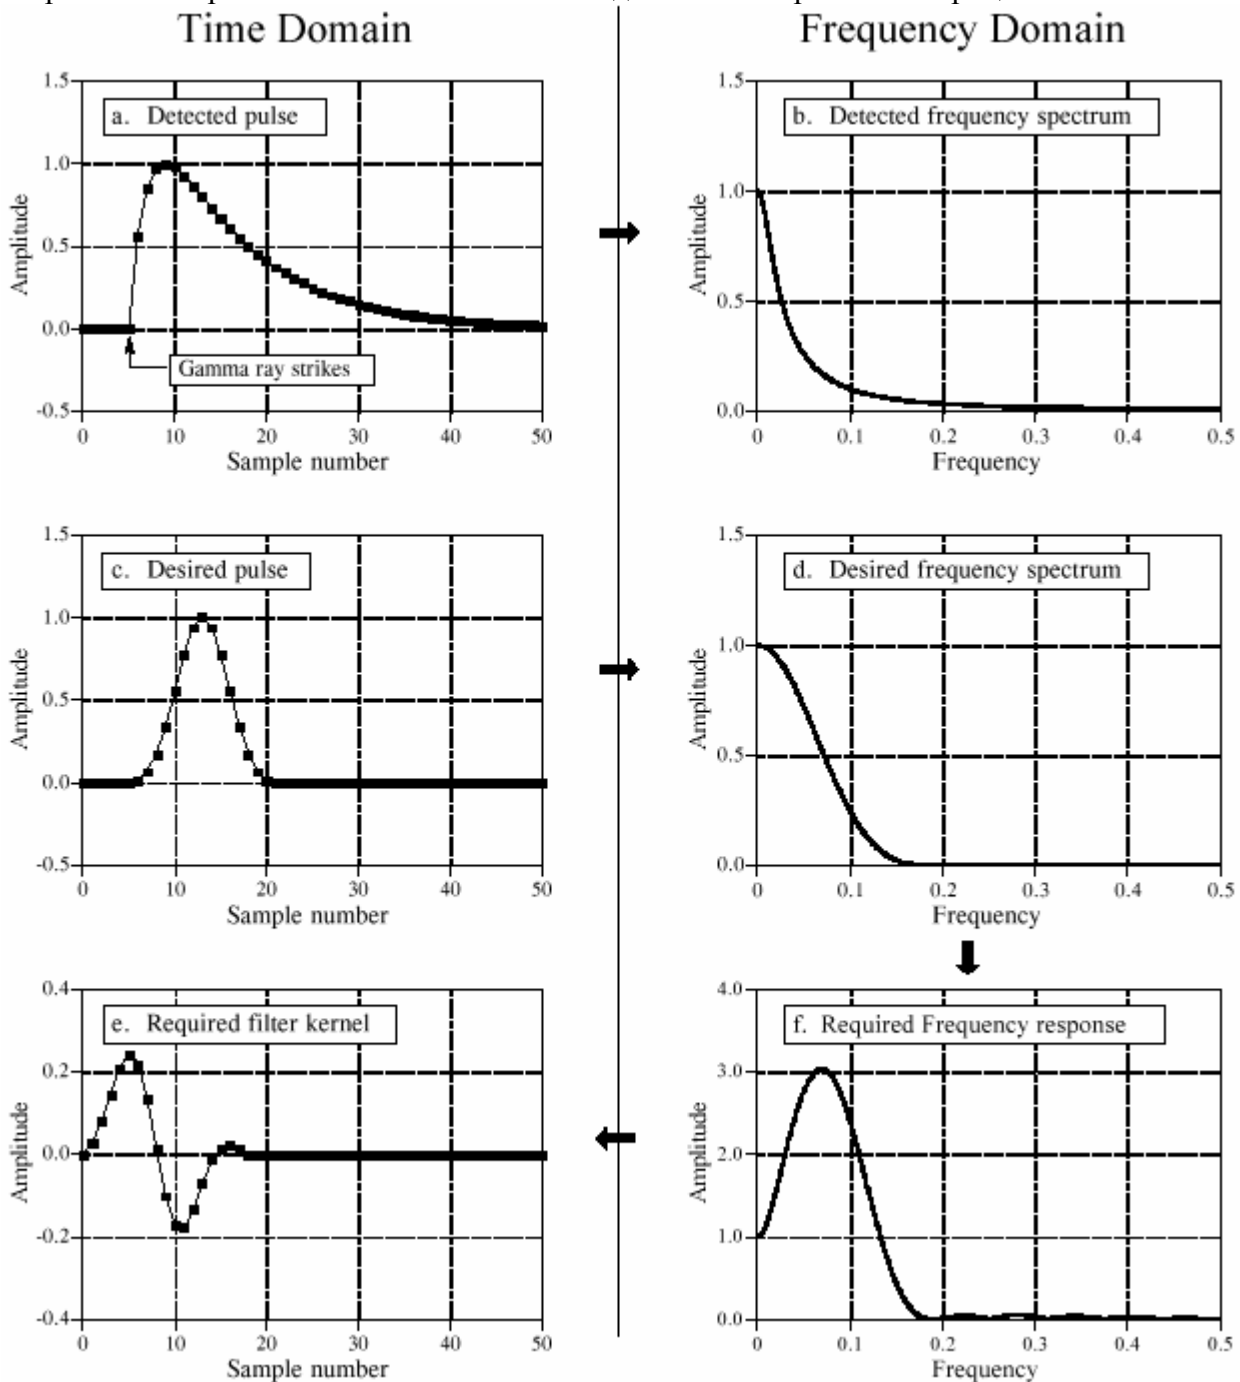 Time Domain
Frequency Domain
a. Detected pulse
1.5
1.0
0.5
0.0
-0.5
Amplitude
Gamma ray strikes
0 10 20 30 40 50
Sample number
b. Detected frequency spectrum
1.5
1.0
0.5
0.0
Amplitude
0 0.1 0.2 0.3 0.4 0.5
Frequency
c. Desired pulse
1.5
1.0
0.5
0.0
-0.5
Amplitude
0 10 20 30 40 50
Sample number
d. Desired frequency spectrum
1.5
1.0
0.5
0.0
Amplitude
0 0.1 0.2 0.3 0.4 0.5
Frequency
e. Required filter kernel
0.4
0.2
0.0
-0.2
-0.4
Amplitude
0 10 20 30 40 50
Sample number
f. Required Frequency response
4.0
3.0
2.0
1.0
0.0
Amplitude
0 0.1 0.2 0.3 0.4 0.5
Frequency